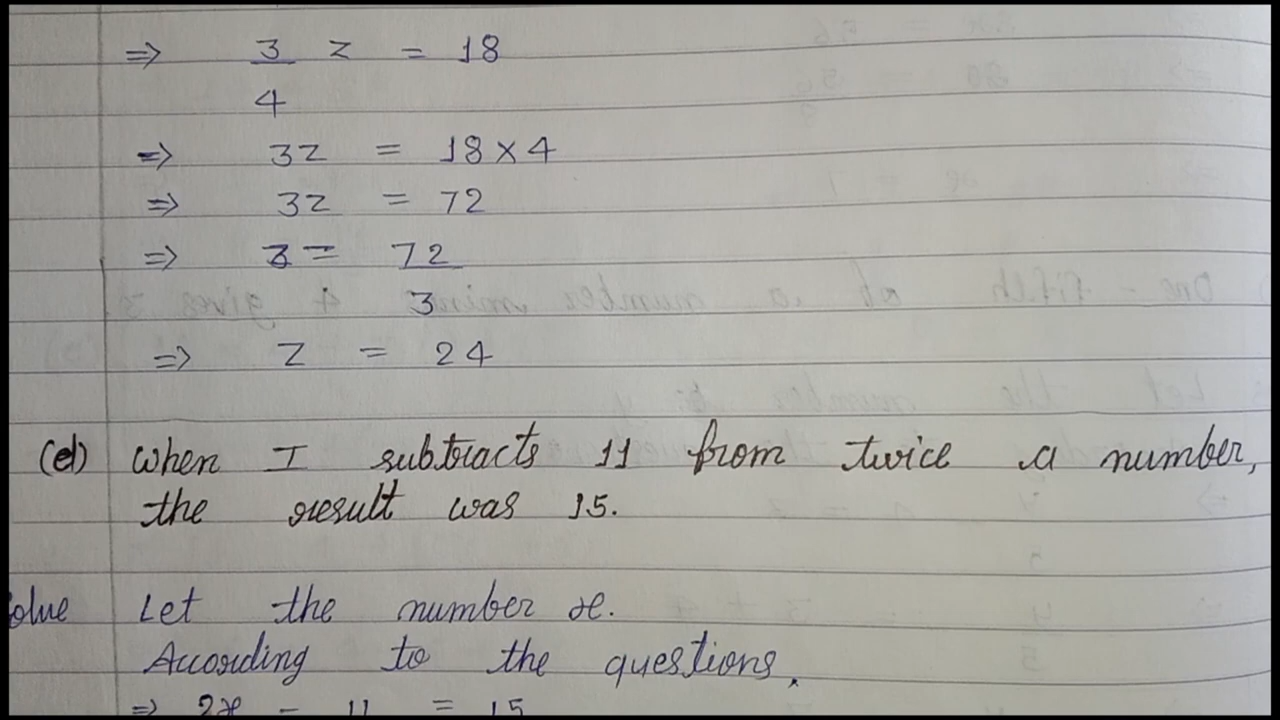 ⇒ 3 z = 18
4
⇒ 3z = 18 × 4
⇒ 3z = 72
⇒ z = 72
3
⇒ z = 24
(d) When I subtracts 11 from twice a number,
the result was 15.
Solve Let the number x.
According to the questions,
⇒ 2x - 11 = 15